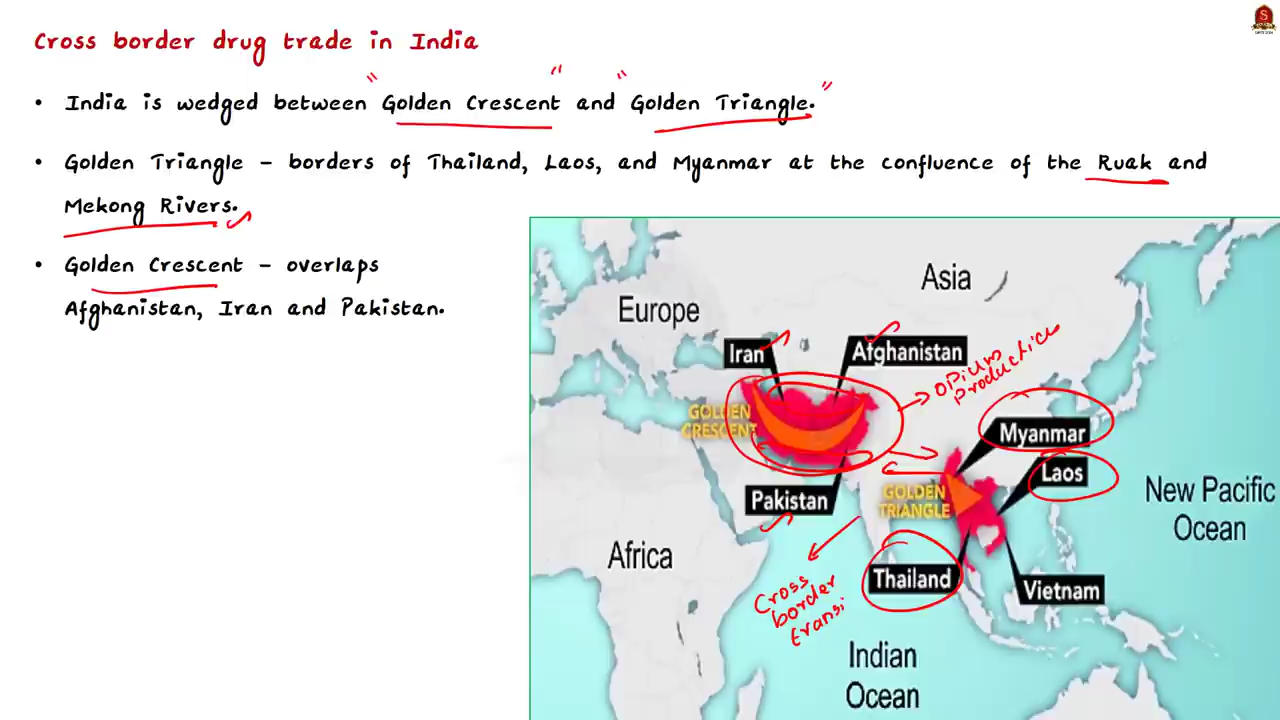 Cross border drug trade in India
• India is wedged between "Golden Crescent" and "Golden Triangle."
• Golden Triangle - borders of Thailand, Laos, and Myanmar at the confluence of the Ruak and
Mekong Rivers.
• Golden Crescent - overlaps
Afghanistan, Iran and Pakistan.
Asia
Europe
Iran
Afghanistan
opium
production
GOLDEN
CRESCENT
Myanmar
Laos
Pakistan
GOLDEN
TRIANGLE
New Pacific
Ocean
Africa
Thailand
Vietnam
Cross
border
transi
Indian
Ocean